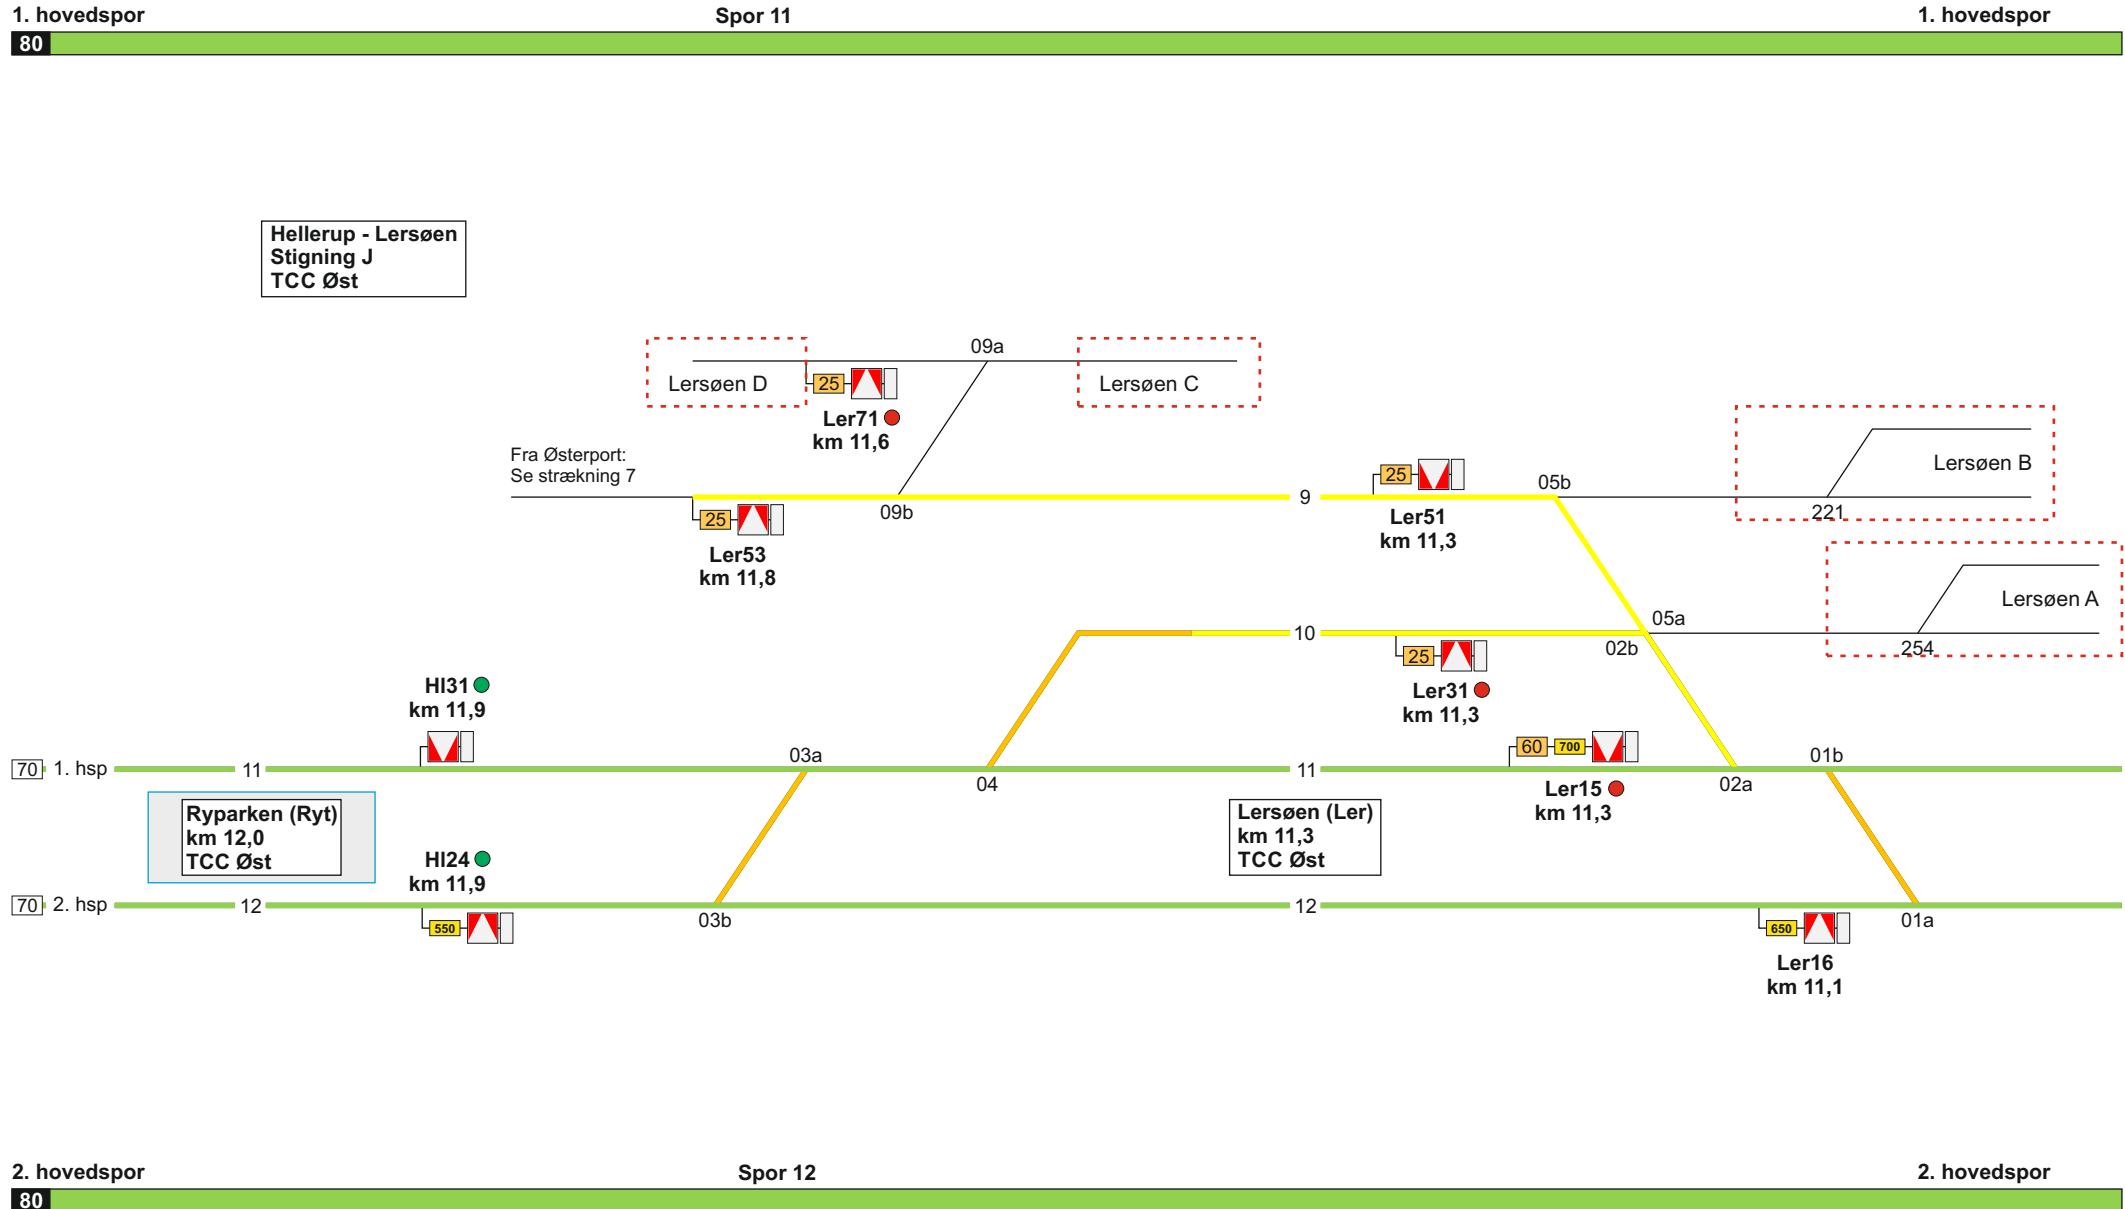 1. hovedspor
Spor 11
1. hovedspor
80
Hellerup - Lersøen
Stigning J
TCC Øst
09a
Lersøen D
25
Lersøen C
Ler71
km 11,6
Fra Østerport:
Se strækning 7
25
09b
Ler53
km 11,8
9
25
Ler51
km 11,3
05b
Lersøen B
221
Lersøen A
254
05a
02b
10
25
Ler31
km 11,3
Hl31
km 11,9
60
700
Ler15
km 11,3
70
1. hsp
11
03a
04
11
02a
01b
Ryparken (Ryt)
km 12,0
TCC Øst
Lersøen (Ler)
km 11,3
TCC Øst
Hl24
km 11,9
70
2. hsp
12
550
03b
12
650
01a
Ler16
km 11,1
2. hovedspor
Spor 12
2. hovedspor
80